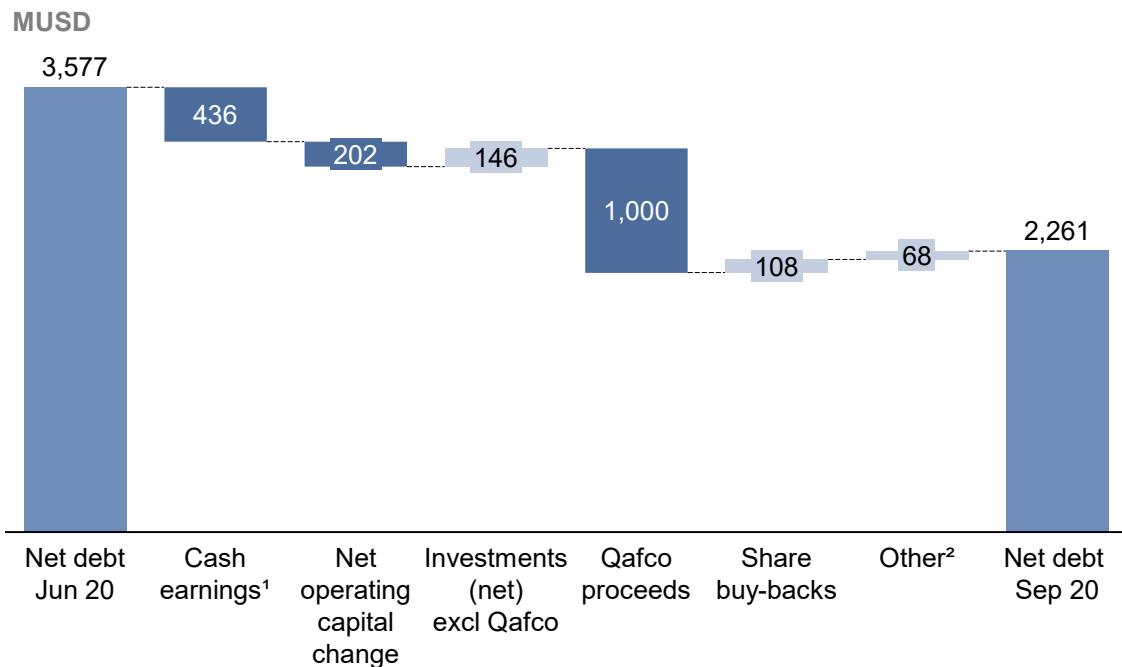 MUSD
3,577
436
202
146
1,000
108
68
2,261
Net debt
Jun 20
Cash
earnings¹
Net
operating
capital
change
Investments
(net)
excl Qafco
Qafco
proceeds
Share
buy-backs
Other²
Net debt
Sep 20